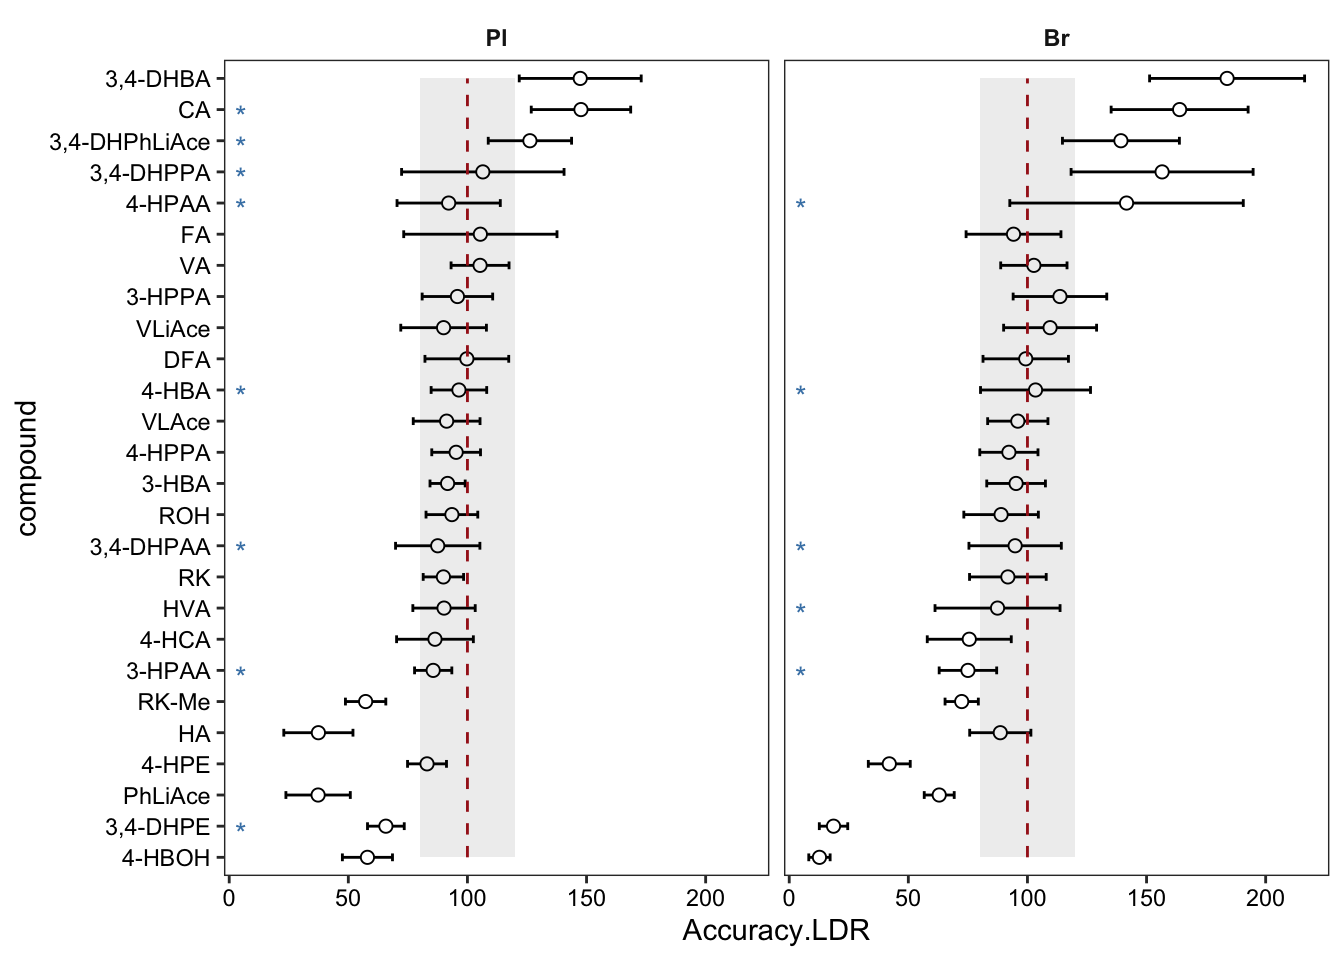 Pl Br
3,4-DHBA
CA * 
3,4-DHPhLiAce *
3,4-DHPPA *
4-HPAA * *
FA
VA
3-HPPA
VLiAce
DFA
4-HBA * *
VLAce
4-HPPA
3-HBA
ROH
3,4-DHPAA * *
RK
HVA *
4-HCA
3-HPAA * *
RK-Me
HA
4-HPE
PhLiAce
3,4-DHPE *
4-HBOH
compound
0 50 100 150 200 0 50 100 150 200
Accuracy.LDR